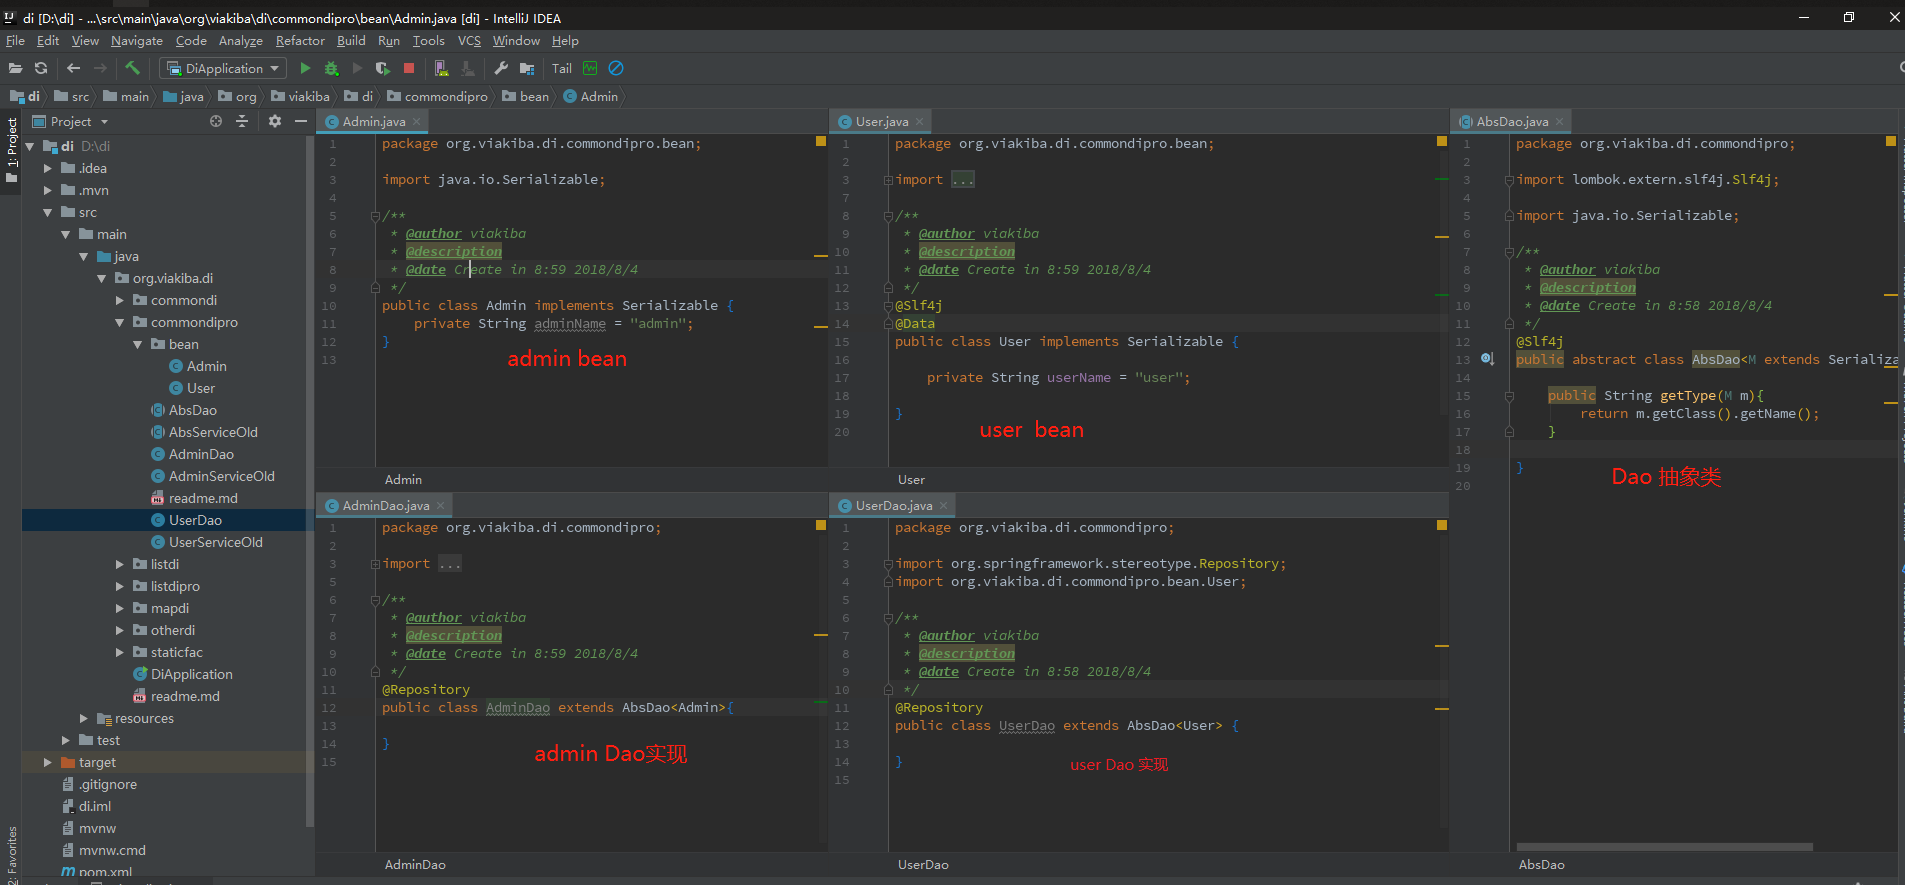 di [D:\di] - ...\src\main\java\org\viakiba\di\commondipro\bean\Admin.java [di] - IntelliJ IDEA
File Edit View Navigate Code Analyze Refactor Build Run Tools VCS Window Help
DiApplication Tail
di src main java org viakiba di commondipro bean Admin
1: Project
2: Favorites
Project
di D:\di
.idea
.mvn
src
main
java
org.viakiba.di
commondi
commondipro
bean
Admin
User
AbsDao
AbsServiceOld
AdminDao
AdminServiceOld
readme.md
UserDao
UserServiceOld
listdi
listdipro
mapdi
otherdi
staticfac
DiApplication
readme.md
resources
test
target
.gitignore
di.iml
mvnw
mvnw.cmd
pom.xml
Admin.java
1 package org.viakiba.di.commondipro.bean;
2
3 import java.io.Serializable;
4
5 /**
6 * @author viakiba
7 * @description
8 * @date Create in 8:59 2018/8/4
9 */
10 public class Admin implements Serializable {
11 private String adminName = "admin";
12 }
13
admin bean
Admin
User.java
1 package org.viakiba.di.commondipro.bean;
2
3 import ...
7
8 /**
9 * @author viakiba
10 * @description
11 * @date Create in 8:59 2018/8/4
12 */
13 @Slf4j
14 @Data
15 public class User implements Serializable {
16
17 private String userName = "user";
18
19 }
20
user bean
User
AbsDao.java
1 package org.viakiba.di.commondipro;
2
3 import lombok.extern.slf4j.Slf4j;
4
5 import java.io.Serializable;
6
7 /**
8 * @author viakiba
9 * @description
10 * @date Create in 8:58 2018/8/4
11 */
12 @Slf4j
13 public abstract class AbsDao<M extends Serializa
14
15 public String getType(M m){
16 return m.getClass().getName();
17 }
18
19 }
20
Dao 抽象类
AbsDao
AdminDao.java
1 package org.viakiba.di.commondipro;
2
3 import ...
5
6 /**
7 * @author viakiba
8 * @description
9 * @date Create in 8:59 2018/8/4
10 */
11 @Repository
12 public class AdminDao extends AbsDao<Admin>{
13
14 }
15
admin Dao实现
AdminDao
UserDao.java
1 package org.viakiba.di.commondipro;
2
3 import org.springframework.stereotype.Repository;
4 import org.viakiba.di.commondipro.bean.User;
5
6 /**
7 * @author viakiba
8 * @description
9 * @date Create in 8:58 2018/8/4
10 */
11 @Repository
12 public class UserDao extends AbsDao<User> {
13
14 }
15
user Dao 实现
UserDao